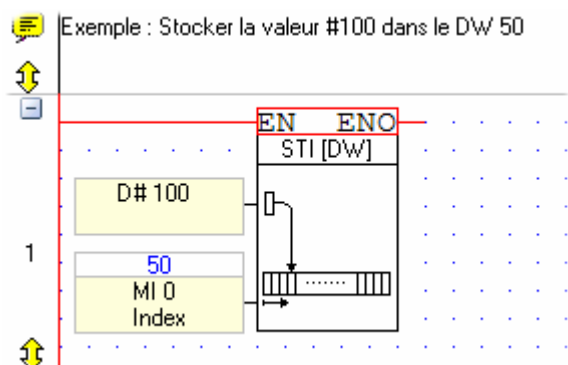 Exemple : Stocker la valeur #100 dans le DW 50
EN ENO
STI [DW]
D# 100
1
50
MI 0
Index